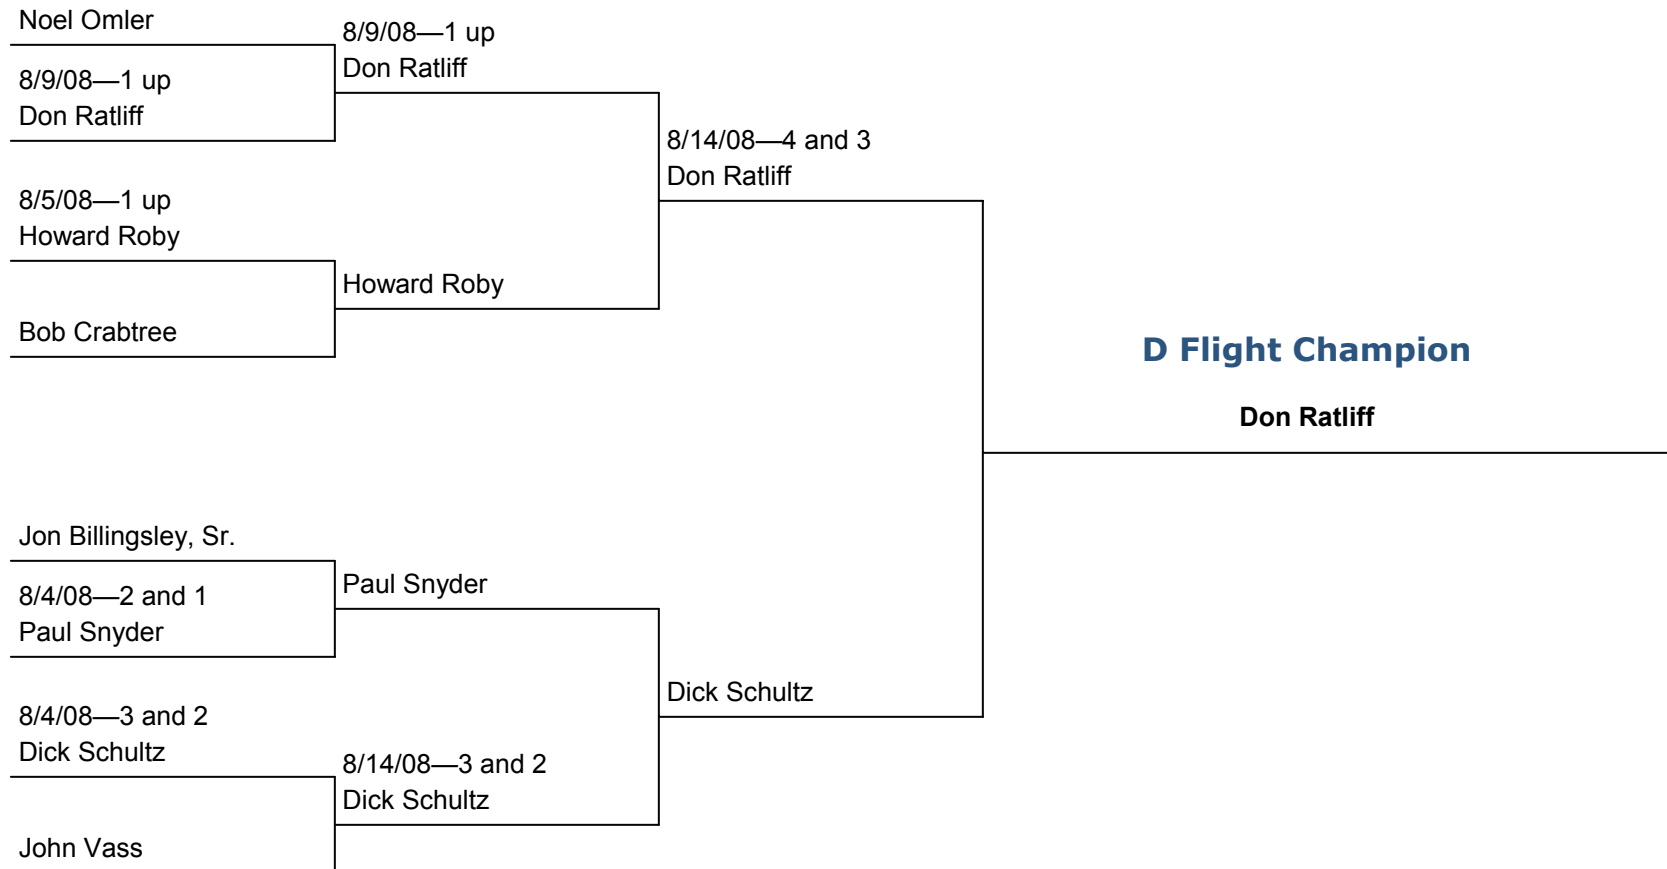 Noel Omler
8/9/08—1 up
Don Ratliff
8/5/08—1 up
Howard Roby
Bob Crabtree
Jon Billingsley, Sr.
8/4/08—2 and 1
Paul Snyder
8/4/08—3 and 2
Dick Schultz
John Vass
8/9/08—1 up
Don Ratliff
Howard Roby
Paul Snyder
8/14/08—3 and 2
Dick Schultz
8/14/08—4 and 3
Don Ratliff
Dick Schultz
D Flight Champion
Don Ratliff